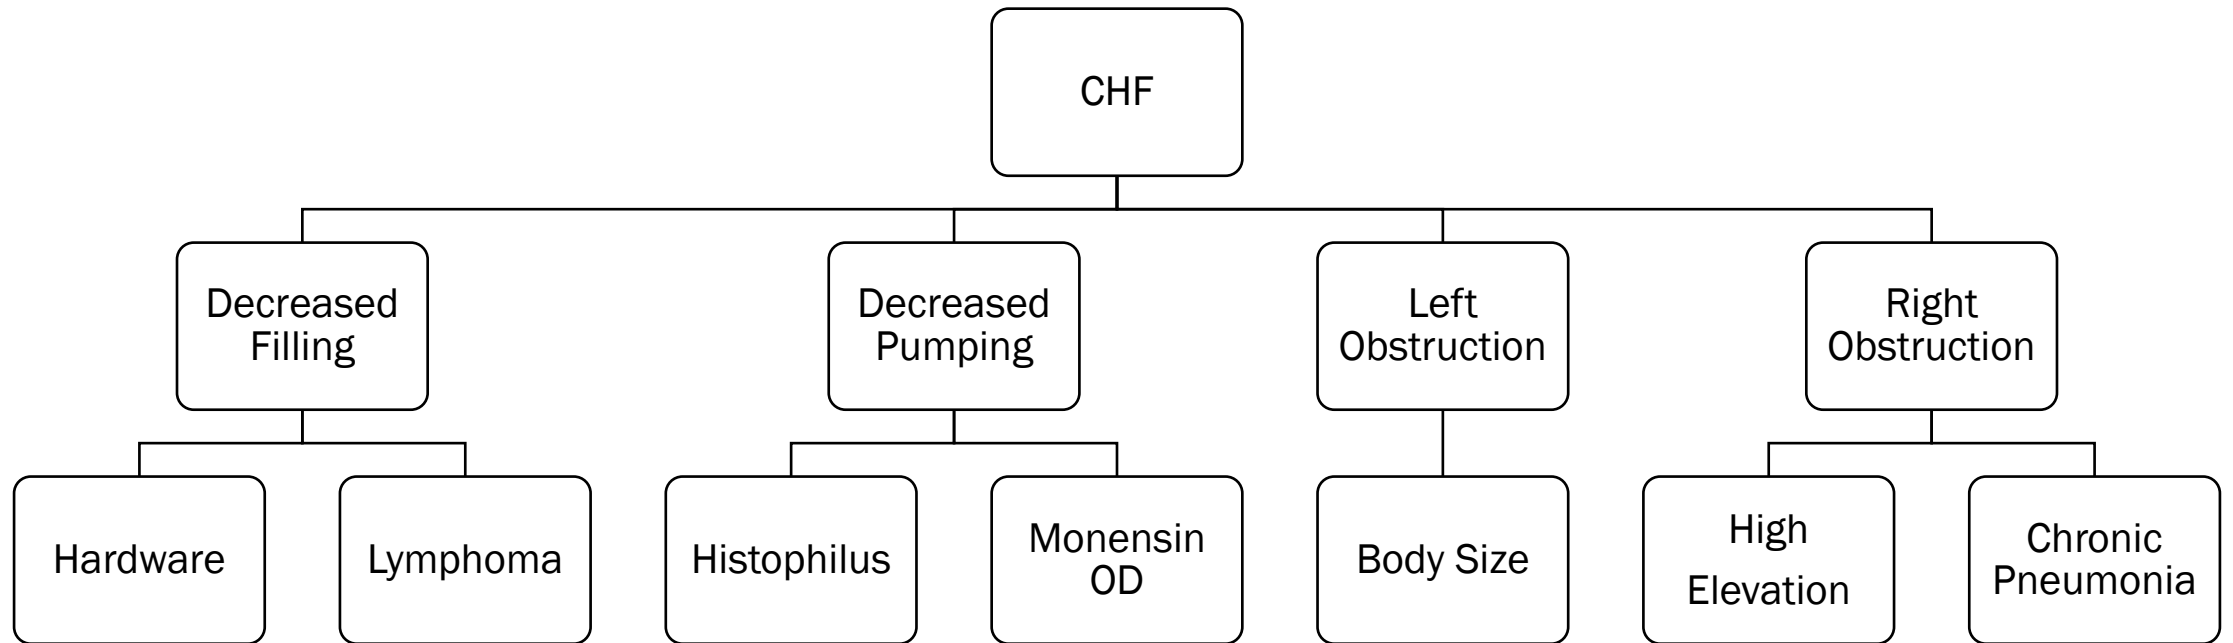 CHF
Decreased
Filling
Decreased
Pumping
Left
Obstruction
Right
Obstruction
Hardware
Lymphoma
Histophilus
Monensin
OD
Body Size
High
Elevation
Chronic
Pneumonia